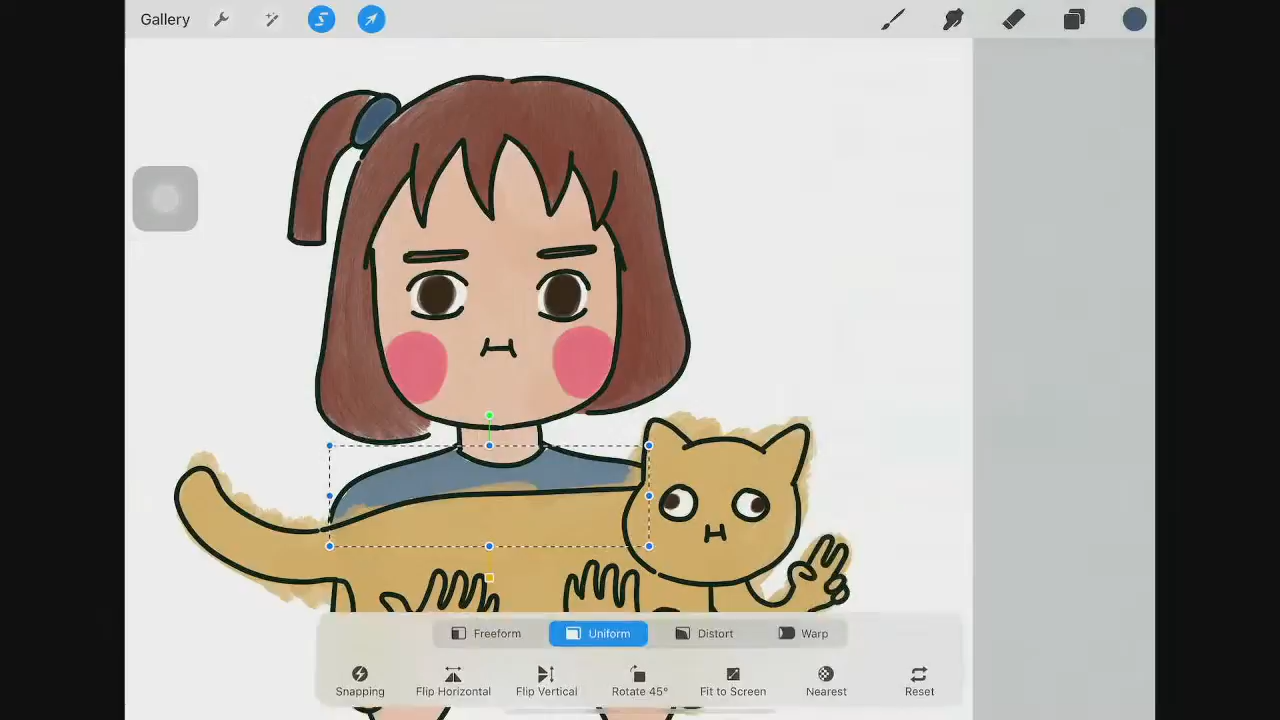 Gallery
Freeform Uniform Distort Warp
Snapping Flip Horizontal Flip Vertical Rotate 45° Fit to Screen Nearest Reset